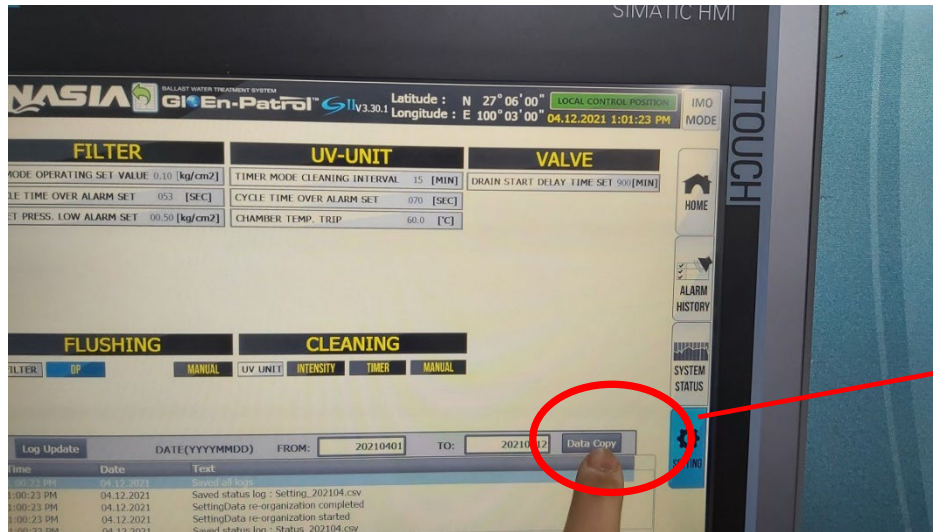 SIMATIC HMI
TOUCH
NASIA
BALLAST WATER TREATMENT SYSTEM
GloEn-Patrol™ GII V3.30.1
Latitude : N 27° 06' 00"
Longitude : E 100° 03' 00"
LOCAL CONTROL POSITION
04.12.2021 1:01:23 PM
IMO
MODE
FILTER
MODE OPERATING SET VALUE 0.10 [kg/cm2]
LE TIME OVER ALARM SET 053 [SEC]
ET PRESS. LOW ALARM SET 00.50 [kg/cm2]
UV-UNIT
TIMER MODE CLEANING INTERVAL 15 [MIN]
CYCLE TIME OVER ALARM SET 070 [SEC]
CHAMBER TEMP. TRIP 60.0 [℃]
VALVE
DRAIN START DELAY TIME SET 900 [MIN]
HOME
ALARM
HISTORY
SYSTEM
STATUS
FLUSHING
FILTER DP MANUAL
CLEANING
UV UNIT INTENSITY TIMER MANUAL
Log Update DATE(YYYYMMDD) FROM: 20210401 TO: Data Copy
Time Date Text
1:00:23 PM 04.12.2021 Saved all logs
1:00:23 PM 04.12.2021 Saved status log : Setting_202104.csv
1:00:23 PM 04.12.2021 SettingData re-organization completed
1:00:23 PM 04.12.2021 SettingData re-organization started
04.12.2021 Saved status log : Status_202104.csv